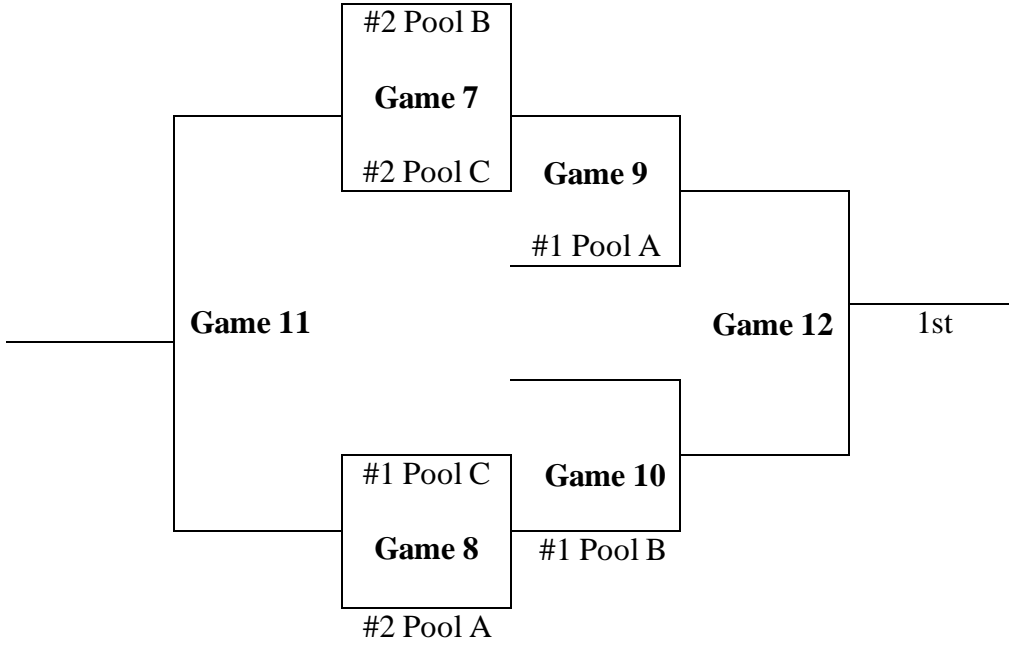 #2 Pool B
Game 7
#2 Pool C
Game 9
#1 Pool A
Game 11
Game 12
1st
#1 Pool C
Game 10
Game 8
#1 Pool B
#2 Pool A